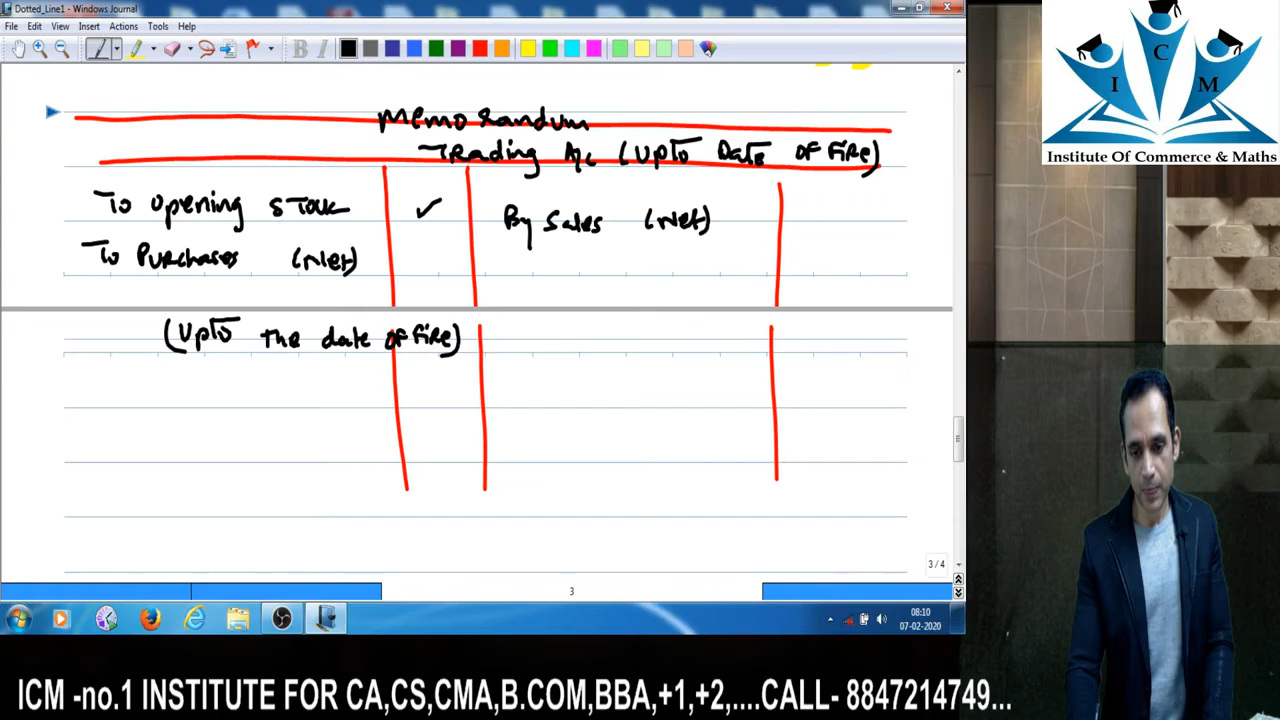 Dotted_Line1 - Windows Journal
File Edit View Insert Actions Tools Help
B I
Memorandum
Trading A/c (Upto Date of Fire)
To Opening Stock ✓
By Sales (Net)
To Purchases (Net)
(Upto the date of Fire)
3/4
3
08:10
07-02-2020
I C M
Institute Of Commerce & Maths
ICM -no.1 INSTITUTE FOR CA,CS,CMA,B.COM,BBA,+1,+2,....CALL- 8847214749...